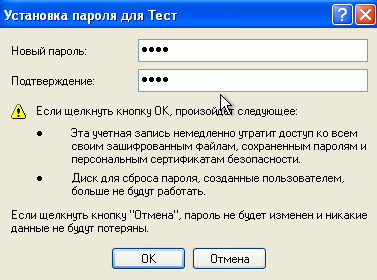 Установка пароля для Тест
Новый пароль:
Подтверждение:
Если щелкнуть кнопку OK, произойдет следующее:
• Эта учетная запись немедленно утратит доступ ко всем
своим зашифрованным файлам, сохраненным паролям и
персональным сертификатам безопасности.
• Диск для сброса пароля, созданные пользователем,
больше не будут работать.
Если щелкнуть кнопку "Отмена", пароль не будет изменен и никакие
данные не будут потеряны.
OK
Отмена